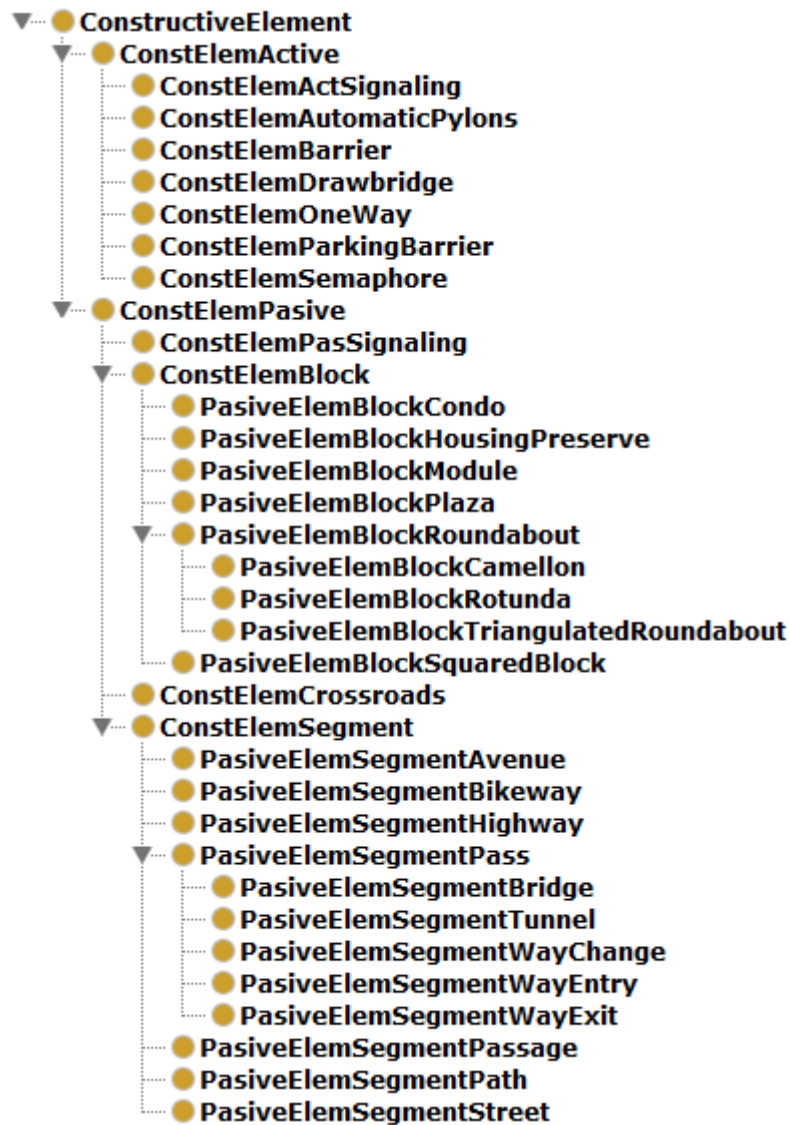 ConstructiveElement
ConstElemActive
ConstElemActSignaling
ConstElemAutomaticPylons
ConstElemBarrier
ConstElemDrawbridge
ConstElemOneWay
ConstElemParkingBarrier
ConstElemSemaphore
ConstElemPasive
ConstElemPasSignaling
ConstElemBlock
PasiveElemBlockCondo
PasiveElemBlockHousingPreserve
PasiveElemBlockModule
PasiveElemBlockPlaza
PasiveElemBlockRoundabout
PasiveElemBlockCamellon
PasiveElemBlockRotunda
PasiveElemBlockTriangulatedRoundabout
PasiveElemBlockSquaredBlock
ConstElemCrossroads
ConstElemSegment
PasiveElemSegmentAvenue
PasiveElemSegmentBikeway
PasiveElemSegmentHighway
PasiveElemSegmentPass
PasiveElemSegmentBridge
PasiveElemSegmentTunnel
PasiveElemSegmentWayChange
PasiveElemSegmentWayEntry
PasiveElemSegmentWayExit
PasiveElemSegmentPassage
PasiveElemSegmentPath
PasiveElemSegmentStreet